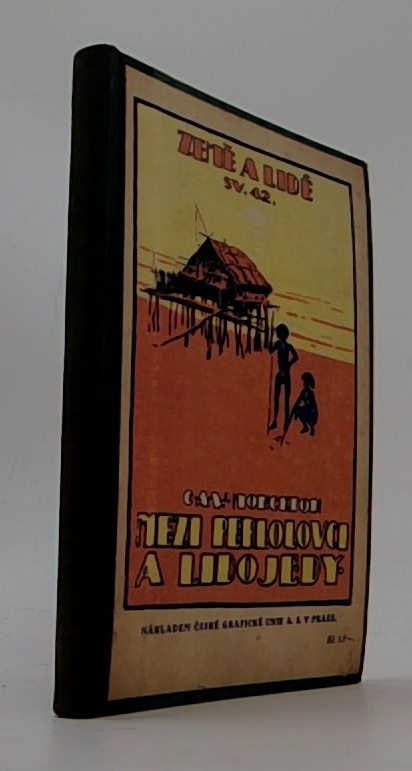 ZEMĚ A LIDÉ
SV. 42.
MEZI PERLOLOVCI
A LIDOJEDY
NÁKLADEM ČESKÉ GRAFICKÉ UNIE A. S. V PRAZE.